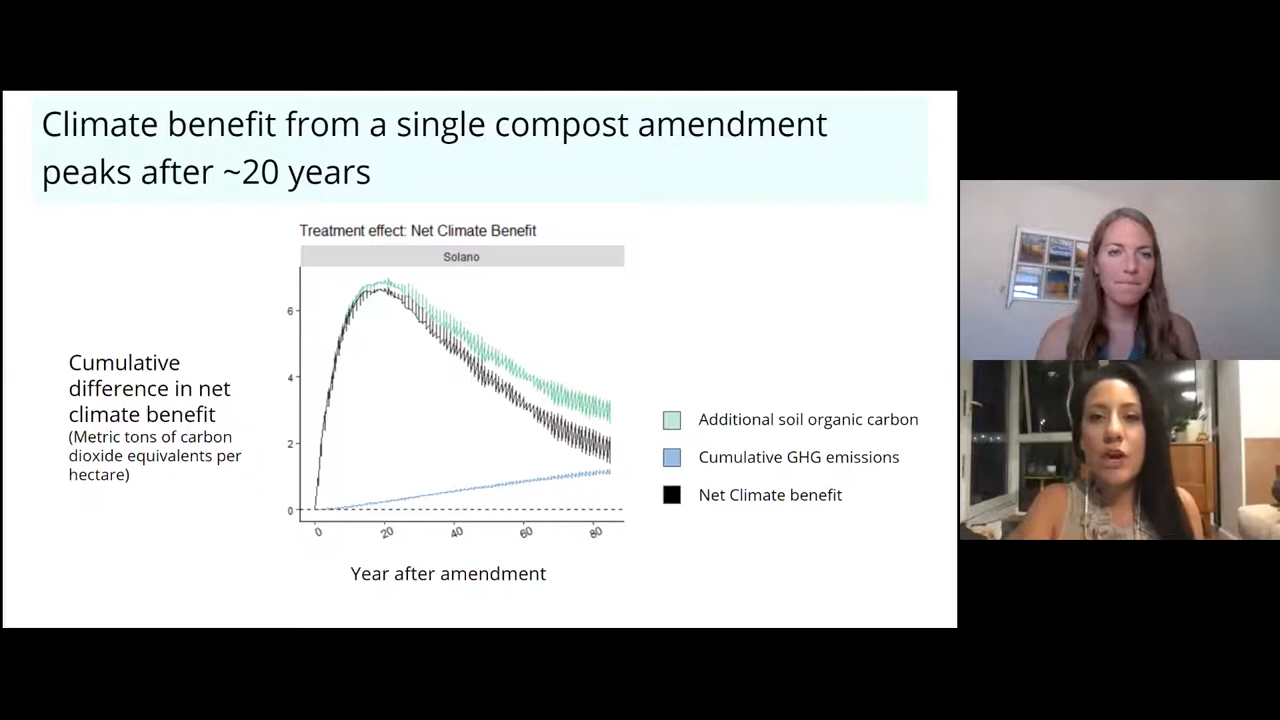 Climate benefit from a single compost amendment
peaks after ~20 years
Treatment effect: Net Climate Benefit
Solano
6
4
2
0
0
20
40
60
80
Cumulative
difference in net
climate benefit
(Metric tons of carbon
dioxide equivalents per
hectare)
Year after amendment
Additional soil organic carbon
Cumulative GHG emissions
Net Climate benefit